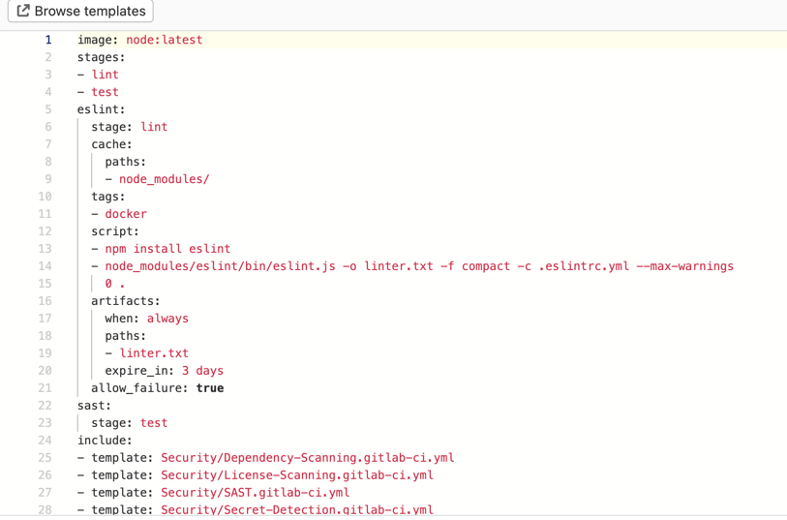 Browse templates
1 image: node:latest
2 stages:
3 - lint
4 - test
5 eslint:
6 stage: lint
7 cache:
8 paths:
9 - node_modules/
10 tags:
11 - docker
12 script:
13 - npm install eslint
14 - node_modules/eslint/bin/eslint.js -o linter.txt -f compact -c .eslintrc.yml --max-warnings
15 0 .
16 artifacts:
17 when: always
18 paths:
19 - linter.txt
20 expire_in: 3 days
21 allow_failure: true
22 sast:
23 stage: test
24 include:
25 - template: Security/Dependency-Scanning.gitlab-ci.yml
26 - template: Security/License-Scanning.gitlab-ci.yml
27 - template: Security/SAST.gitlab-ci.yml
28 - template: Security/Secret-Detection.gitlab-ci.yml